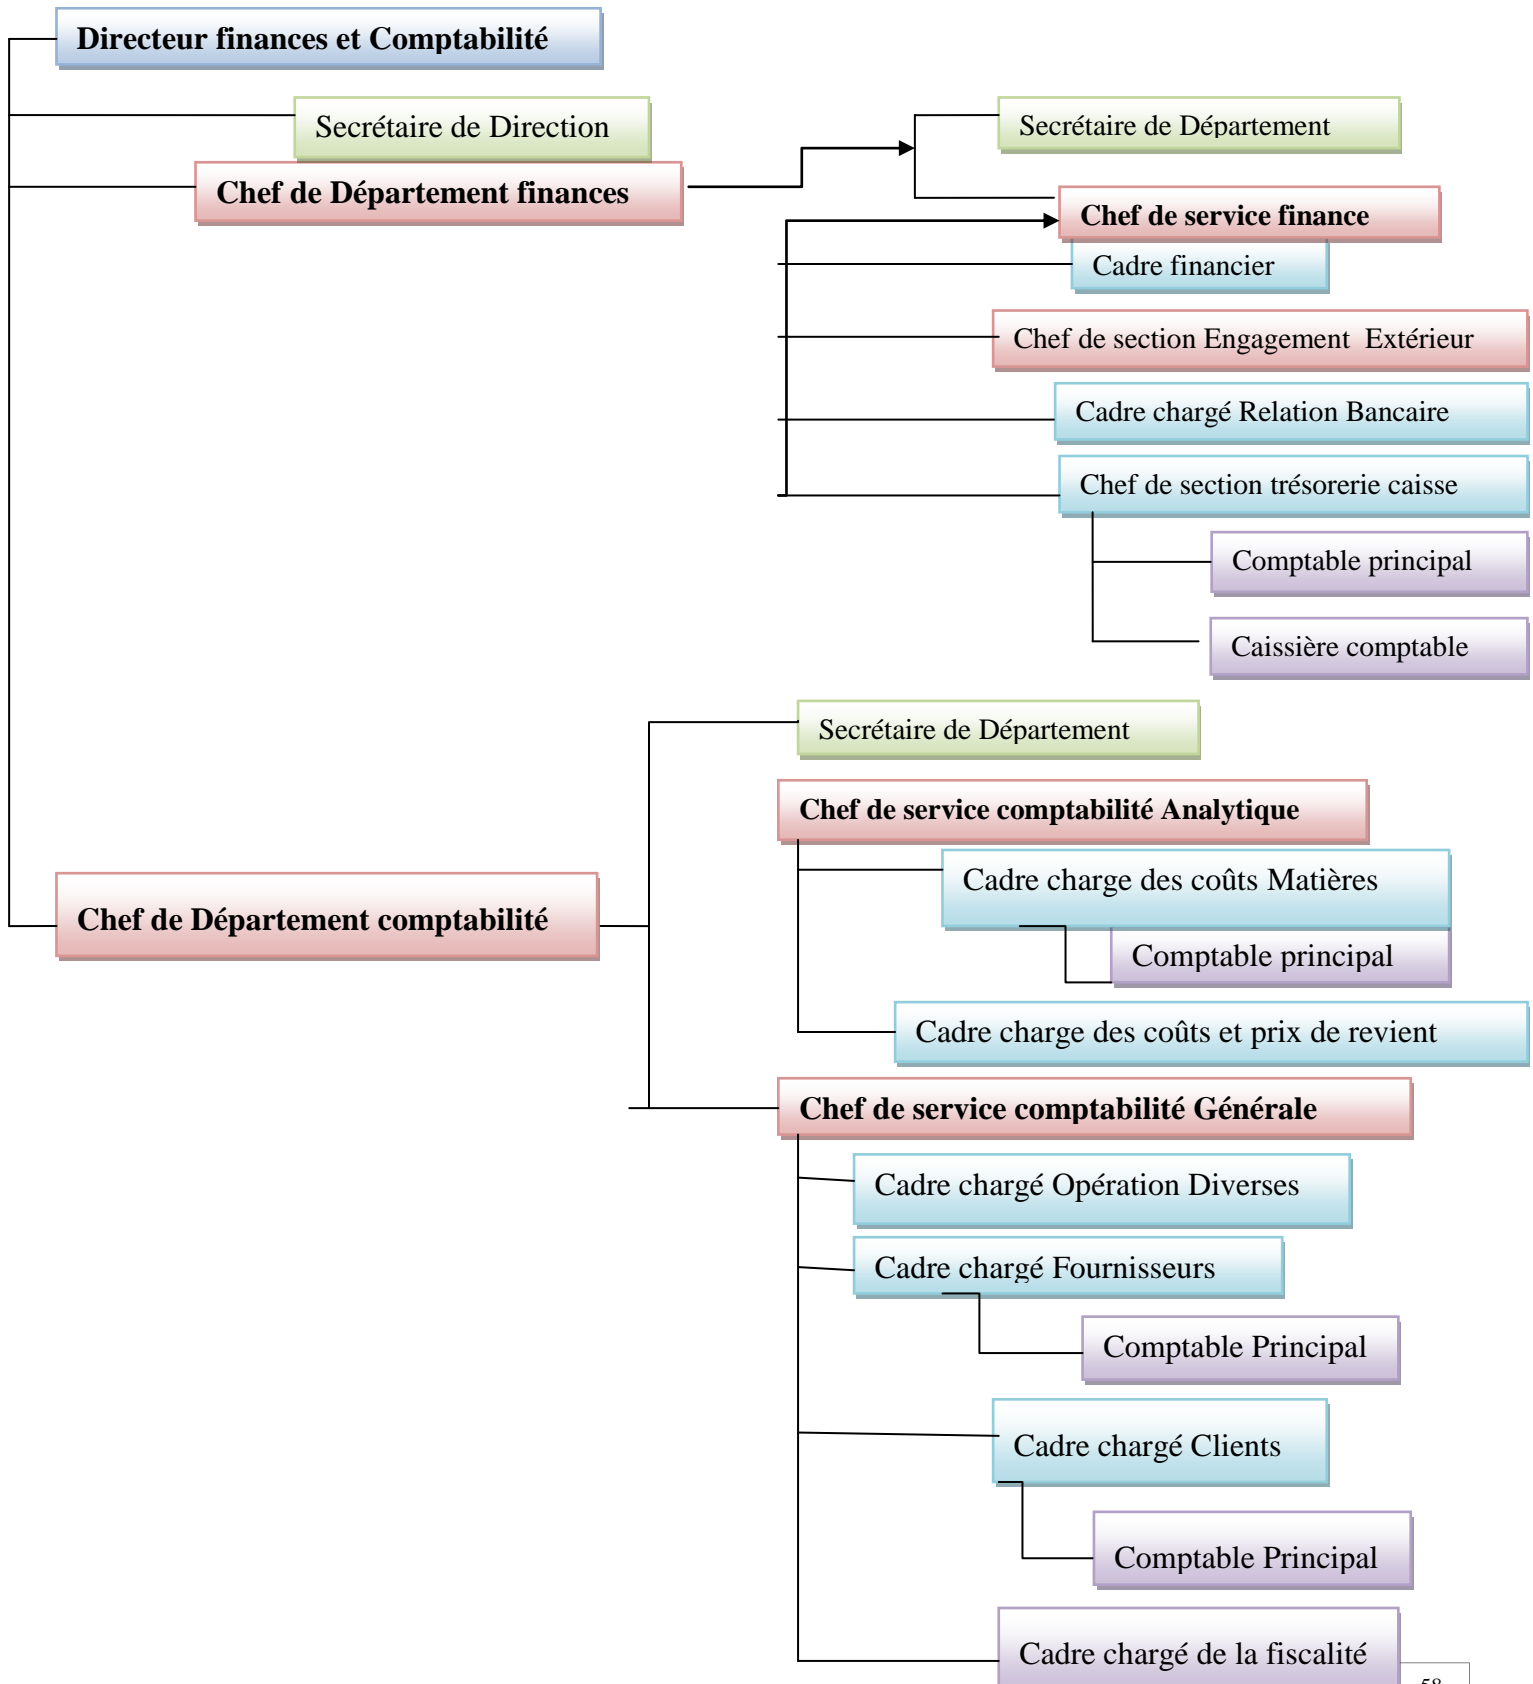 Directeur finances et Comptabilité
Secrétaire de Direction
Chef de Département finances
Secrétaire de Département
Chef de service finance
Cadre financier
Chef de section Engagement Extérieur
Cadre chargé Relation Bancaire
Chef de section trésorerie caisse
Comptable principal
Caissière comptable
Secrétaire de Département
Chef de service comptabilité Analytique
Cadre charge des coûts Matières
Chef de Département comptabilité
Comptable principal
Cadre charge des coûts et prix de revient
Chef de service comptabilité Générale
Cadre chargé Opération Diverses
Cadre chargé Fournisseurs
Comptable Principal
Cadre chargé Clients
Comptable Principal
Cadre chargé de la fiscalité
58